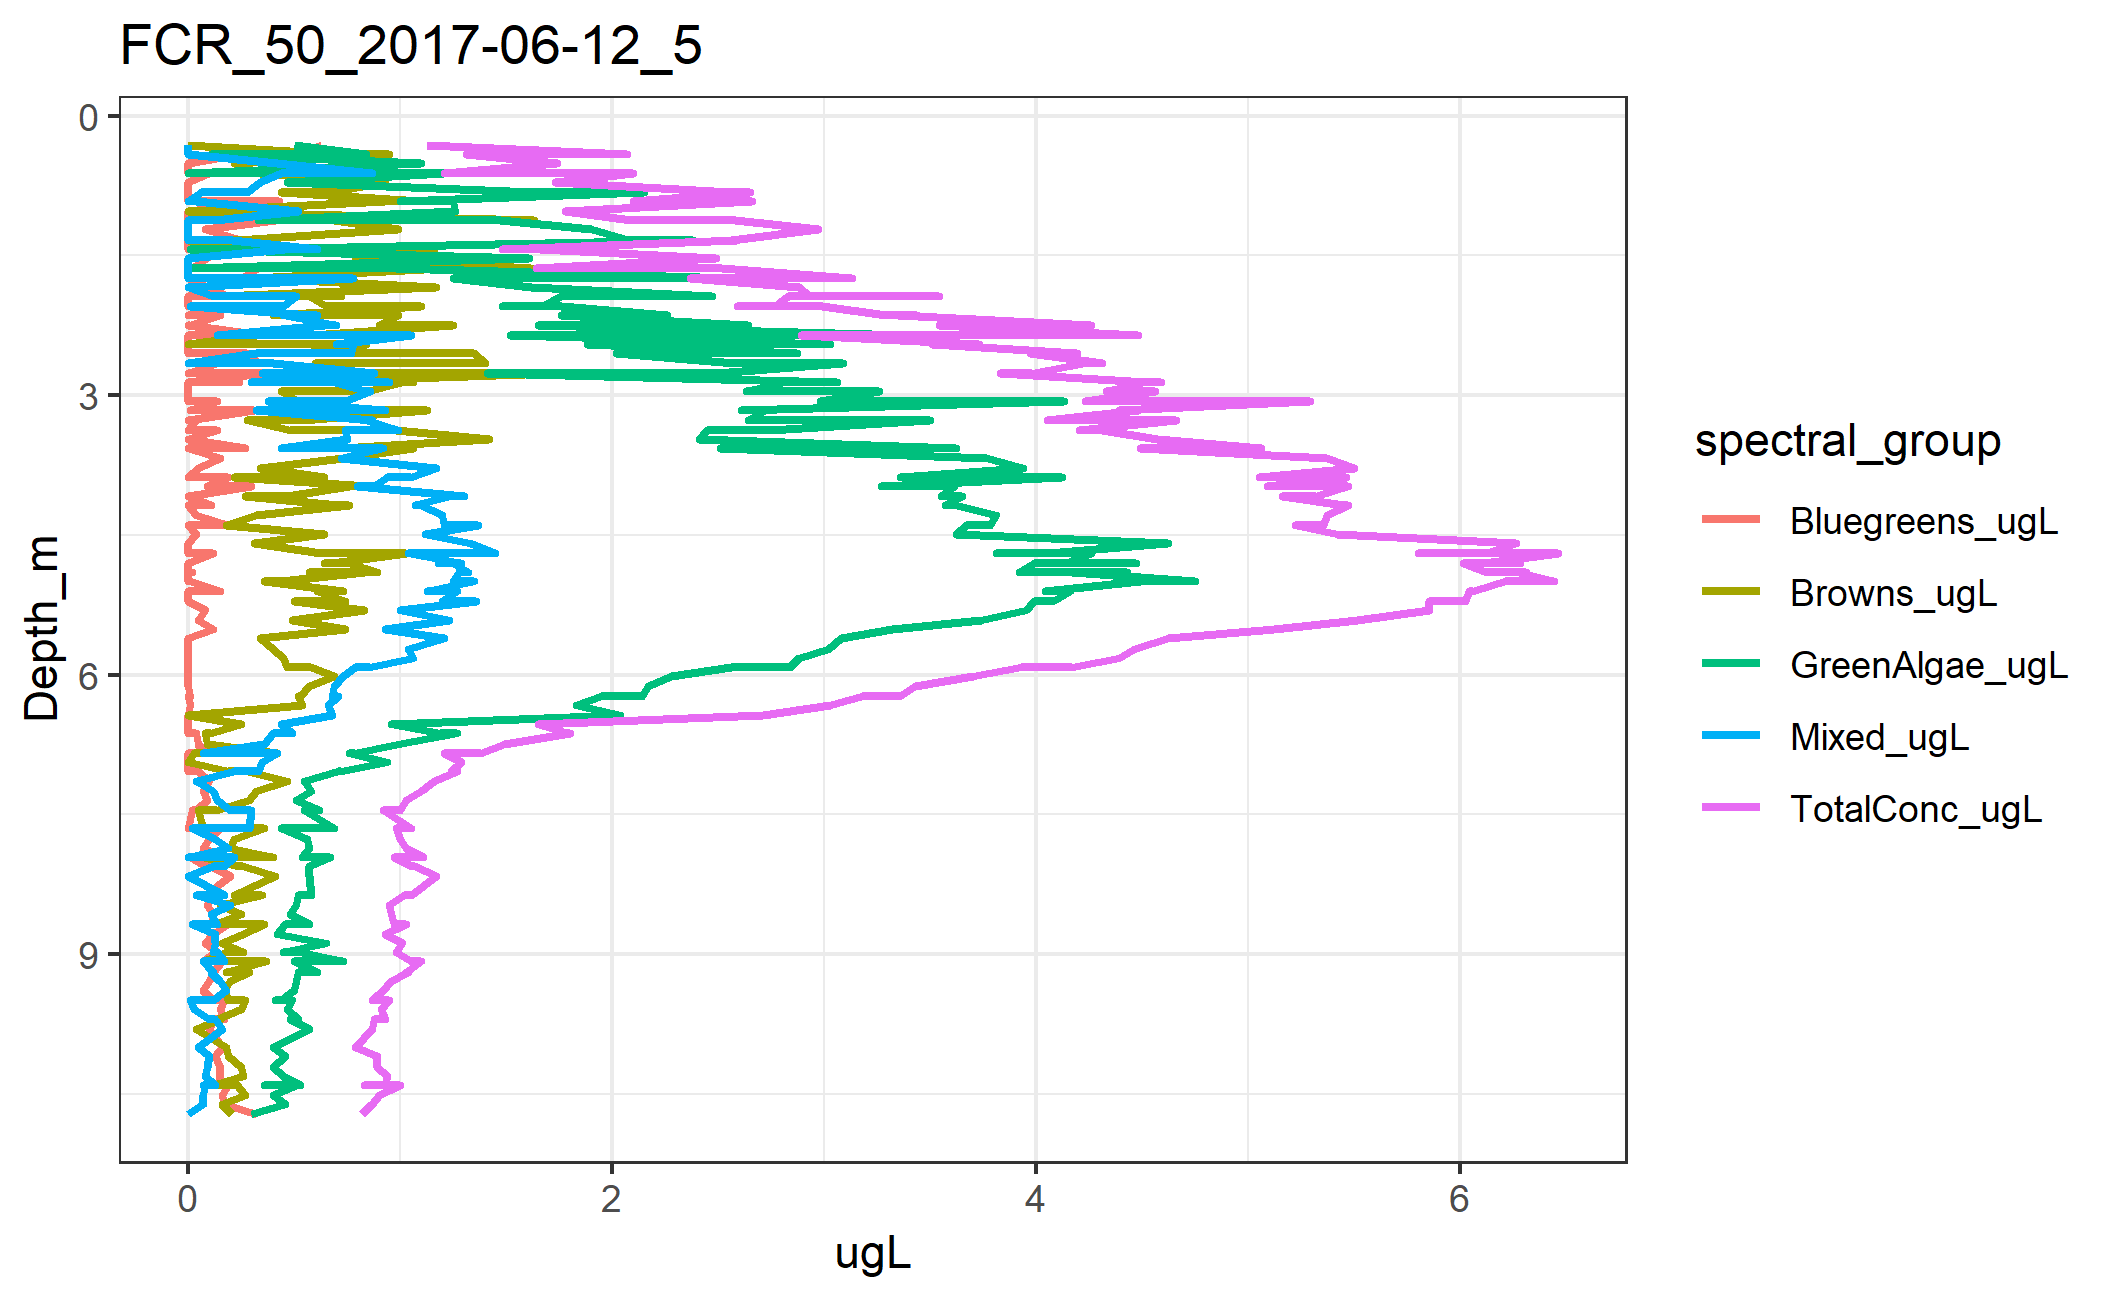 FCR_50_2017-06-12_5
0
3
6
9
Depth_m
0 2 4 6
ugL
spectral_group
Bluegreens_ugL
Browns_ugL
GreenAlgae_ugL
Mixed_ugL
TotalConc_ugL